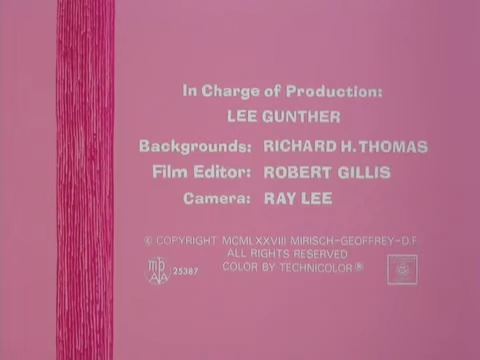 In Charge of Production:
LEE GUNTHER
Backgrounds: RICHARD H. THOMAS
Film Editor: ROBERT GILLIS
Camera: RAY LEE
© COPYRIGHT MCMLXXVIII MIRISCH-GEOFFREY-D.F.
ALL RIGHTS RESERVED
25387 COLOR BY TECHNICOLOR®